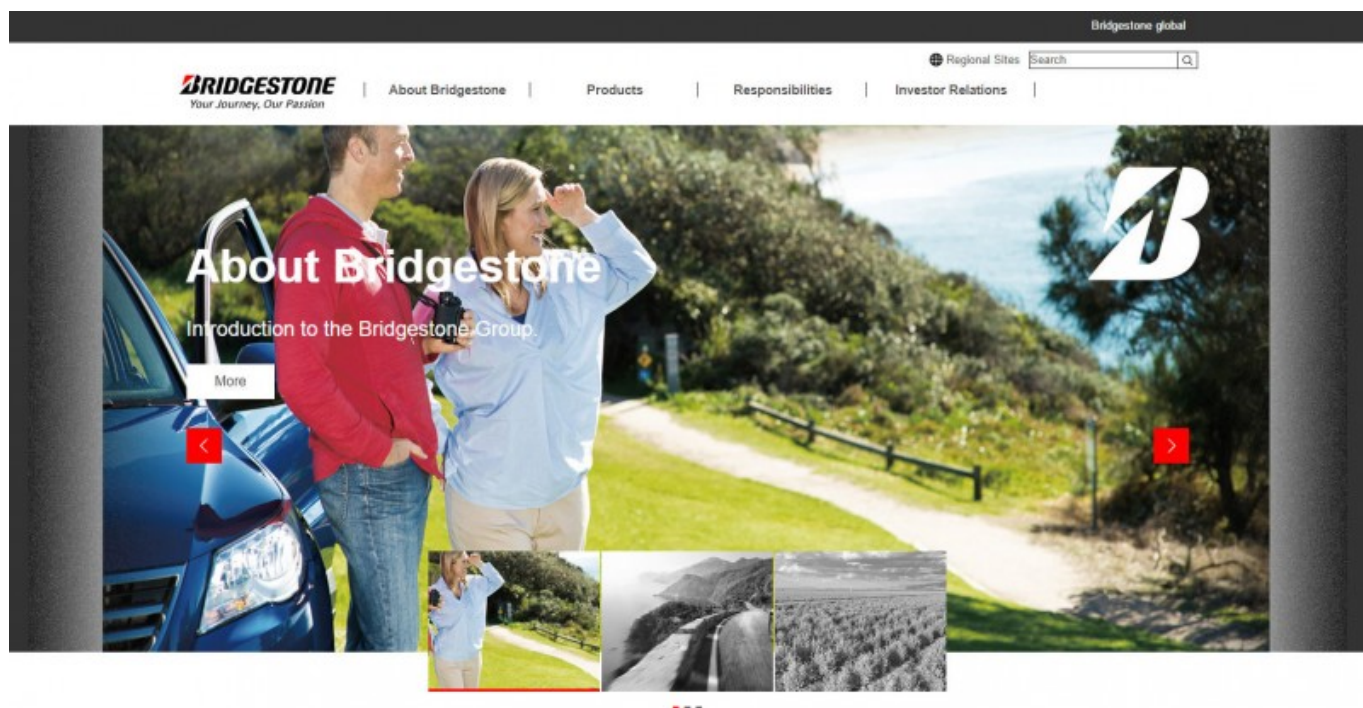 Bridgestone global
Regional Sites Search
BRIDGESTONE
Your Journey, Our Passion
About Bridgestone Products Responsibilities Investor Relations
B
About Bridgestone
Introduction to the Bridgestone Group.
More